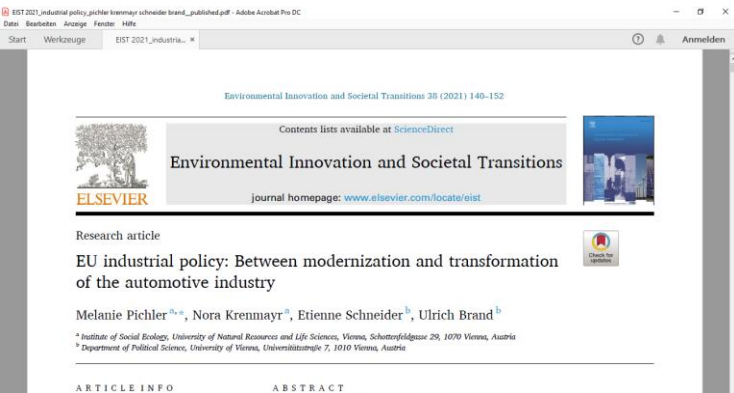 EIST 2021_industrial policy_pichler krenmayr schneider brand__published.pdf - Adobe Acrobat Pro DC
Datei Bearbeiten Anzeige Fenster Hilfe
Start Werkzeuge EIST 2021_industria... × Anmelden
Environmental Innovation and Societal Transitions 38 (2021) 140–152
Contents lists available at ScienceDirect
Environmental Innovation and Societal Transitions
ELSEVIER
journal homepage: www.elsevier.com/locate/eist
Research article
Check for
updates
EU industrial policy: Between modernization and transformation
of the automotive industry
Melanie Pichler a,*, Nora Krenmayr a, Etienne Schneider b, Ulrich Brand b
a Institute of Social Ecology, University of Natural Resources and Life Sciences, Vienna, Schottenfeldgasse 29, 1070 Vienna, Austria
b Department of Political Science, University of Vienna, Universitätsstraße 7, 1010 Vienna, Austria
ARTICLE INFO ABSTRACT